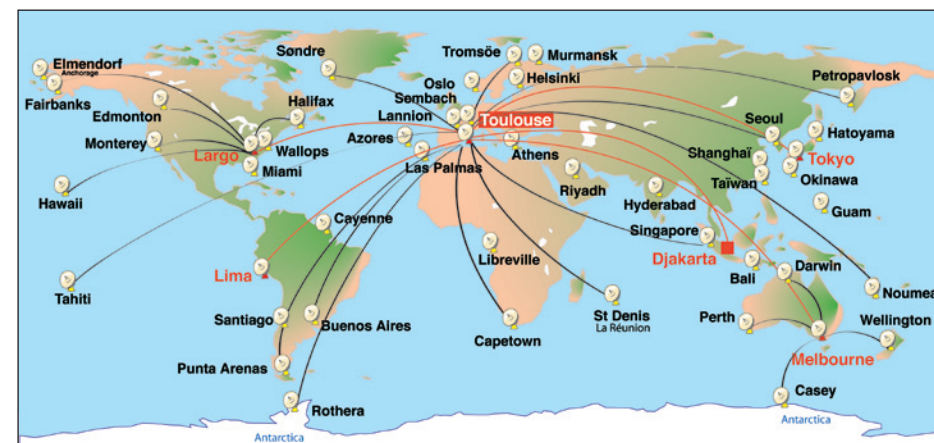 Elmendorf
Anchorage
Fairbanks
Edmonton
Monterey
Hawaii
Tahiti
Halifax
Largo
Wallops
Miami
Søndre
Tromsöe
Murmansk
Oslo
Helsinki
Sembach
Lannion
Toulouse
Azores
Las Palmas
Athens
Petropavlosk
Seoul
Hatoyama
Shanghaï
Tokyo
Taïwan
Okinawa
Guam
Riyadh
Hyderabad
Singapore
Djakarta
Bali
Darwin
Noumea
Cayenne
Lima
Libreville
Santiago
Buenos Aires
Capetown
St Denis
La Réunion
Perth
Wellington
Melbourne
Punta Arenas
Rothera
Casey
Antarctica
Antarctica